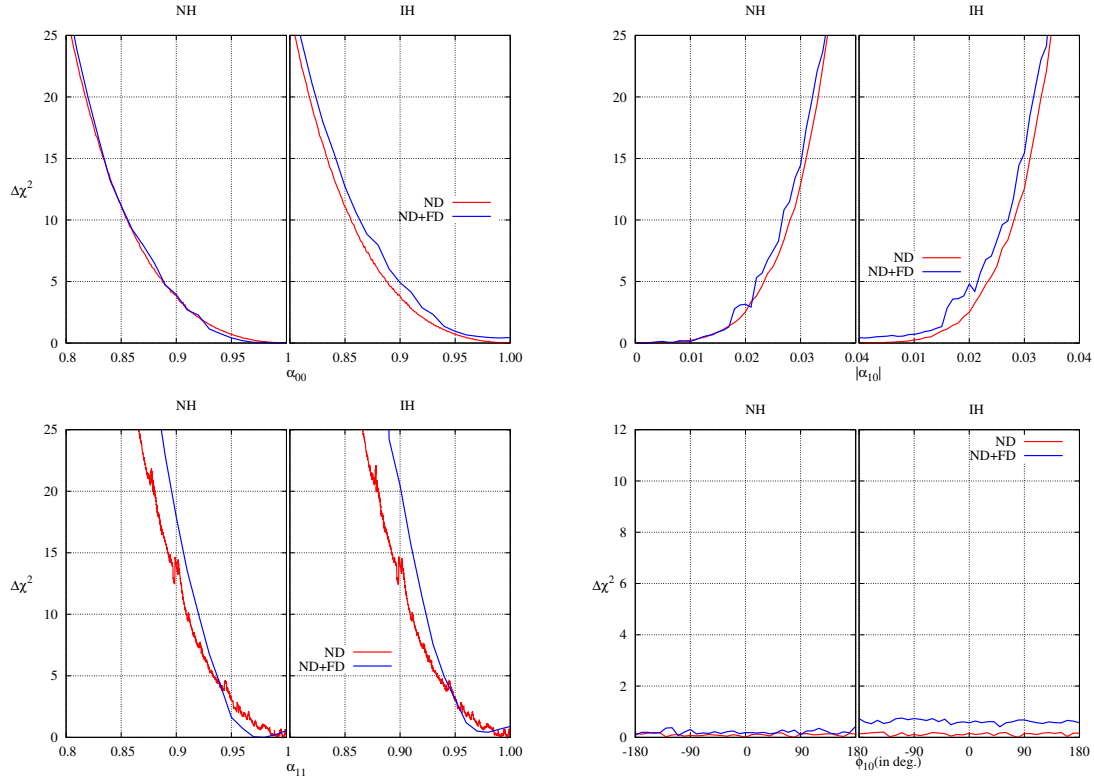 NH IH
25
20
15
10
5
0
Δχ²
ND
ND+FD
0.8 0.85 0.9 0.95 1 0.85 0.90 0.95 1.00
α₀₀
NH IH
25
20
15
10
5
0
ND
ND+FD
0 0.01 0.02 0.03 0.04 0.01 0.02 0.03 0.04
|α₁₀|
NH IH
25
20
15
10
5
0
Δχ²
ND
ND+FD
0.8 0.85 0.9 0.95 1 0.85 0.90 0.95 1.00
α₁₁
NH IH
12
10
8
6
4
2
0
Δχ²
ND
ND+FD
-180 -90 0 90 180 -90 0 90 180
ϕ₁₀(in deg.)